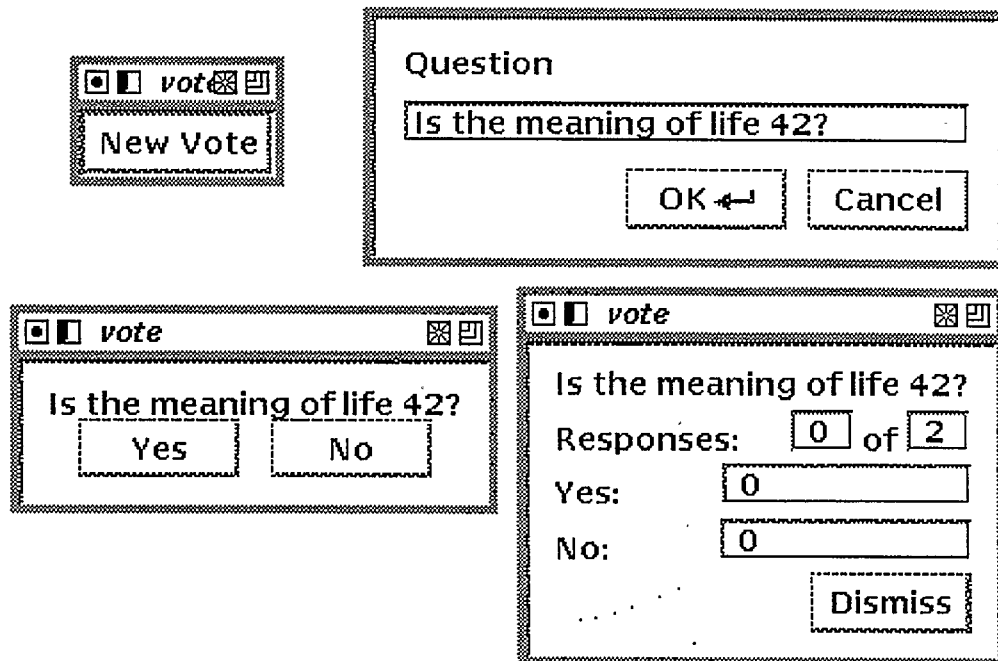 vote
New Vote
Question
Is the meaning of life 42?
OK
Cancel
vote
Is the meaning of life 42?
Yes
No
vote
Is the meaning of life 42?
Responses: 0 of 2
Yes: 0
No: 0
Dismiss